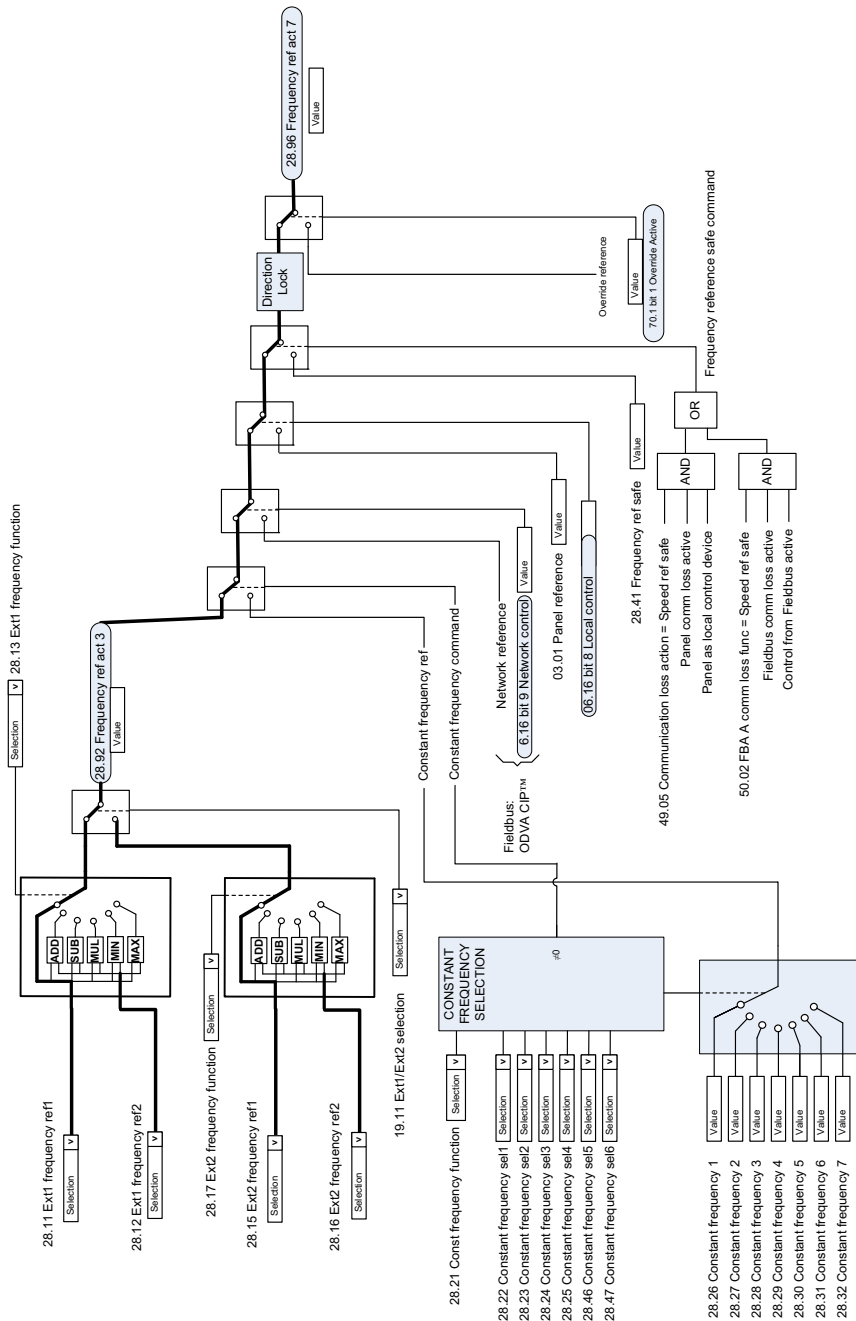 28.11 Ext1 frequency ref1
Selection v
28.12 Ext1 frequency ref2
Selection v
ADD
SUB
MUL
MIN
MAX
28.13 Ext1 frequency function
Selection v
28.17 Ext2 frequency function
Selection v
28.15 Ext2 frequency ref1
Selection v
28.16 Ext2 frequency ref2
Selection v
ADD
SUB
MUL
MIN
MAX
19.11 Ext1/Ext2 selection
Selection v
28.92 Frequency ref act 3
Value
28.21 Const frequency function
Selection v
28.22 Constant frequency sel1
Selection v
28.23 Constant frequency sel2
Selection v
28.24 Constant frequency sel3
Selection v
28.25 Constant frequency sel4
Selection v
28.46 Constant frequency sel5
Selection v
28.47 Constant frequency sel6
Selection v
CONSTANT
FREQUENCY
SELECTION
≠0
28.26 Constant frequency 1
Value
28.27 Constant frequency 2
Value
28.28 Constant frequency 3
Value
28.29 Constant frequency 4
Value
28.30 Constant frequency 5
Value
28.31 Constant frequency 6
Value
28.32 Constant frequency 7
Value
Constant frequency ref
Constant frequency command
Fieldbus:
ODVA CIP™
Network reference
6.16 bit 9 Network control
Value
03.01 Panel reference
Value
06.16 bit 8 Local control
28.41 Frequency ref safe
Value
49.05 Communication loss action = Speed ref safe
Panel comm loss active
Panel as local control device
AND
50.02 FBA A comm loss func = Speed ref safe
Fieldbus comm loss active
Control from Fieldbus active
AND
OR
Frequency reference safe command
Direction
Lock
Override reference
Value
70.1 bit 1 Override Active
28.96 Frequency ref act 7
Value